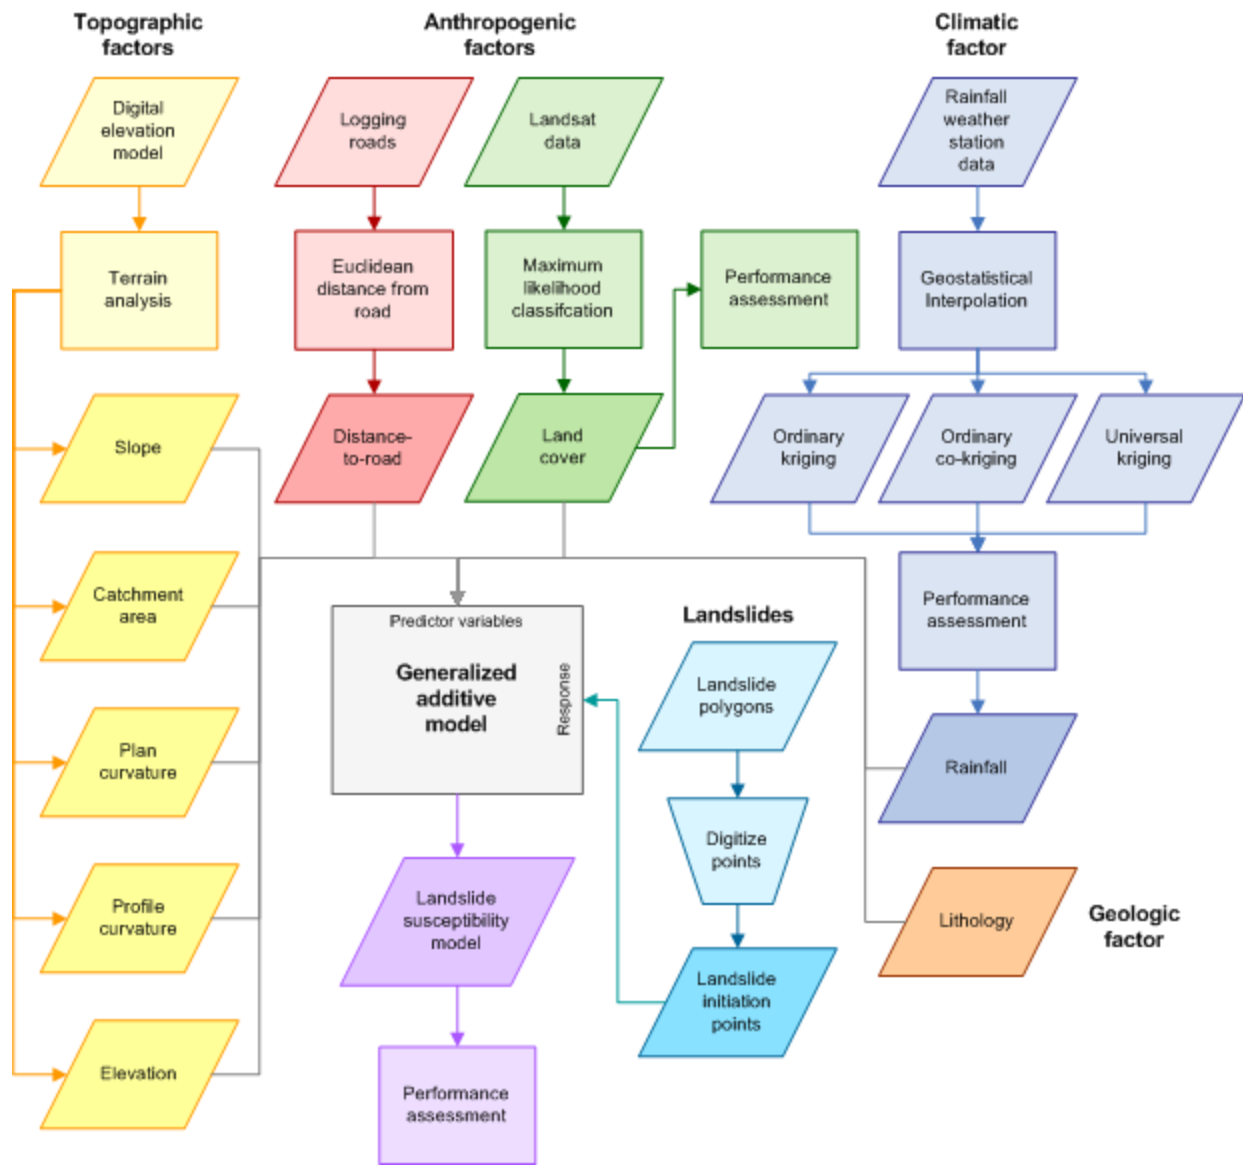 Topographic
factors
Anthropogenic
factors
Climatic
factor
Digital
elevation
model
Logging
roads
Landsat
data
Rainfall
weather
station
data
Terrain
analysis
Euclidean
distance from
road
Maximum
likelihood
classifcation
Performance
assessment
Geostatistical
Interpolation
Slope
Distance-
to-road
Land
cover
Ordinary
kriging
Ordinary
co-kriging
Universal
kriging
Catchment
area
Predictor variables
Generalized
additive
model
Response
Landslides
Landslide
polygons
Performance
assessment
Plan
curvature
Rainfall
Digitize
points
Profile
curvature
Landslide
susceptibility
model
Lithology
Geologic
factor
Landslide
initiation
points
Elevation
Performance
assessment